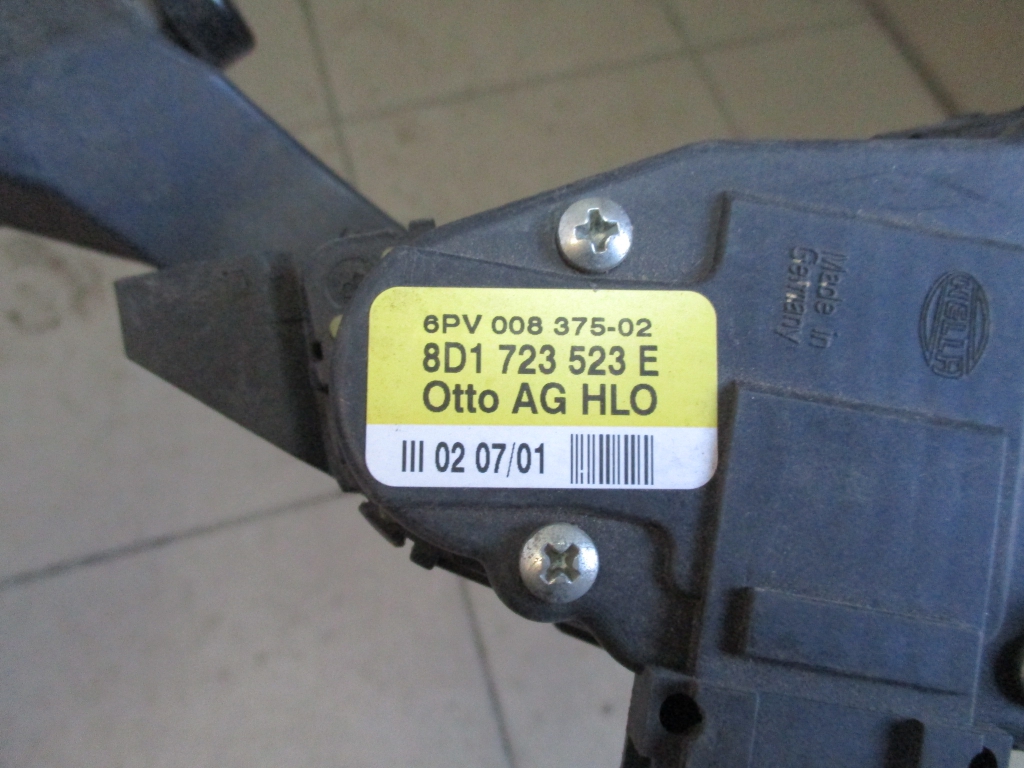 6PV 008 375-02
8D1 723 523 E
Otto AG HLO
III 02 07/01
Made in
Germany
HELLA